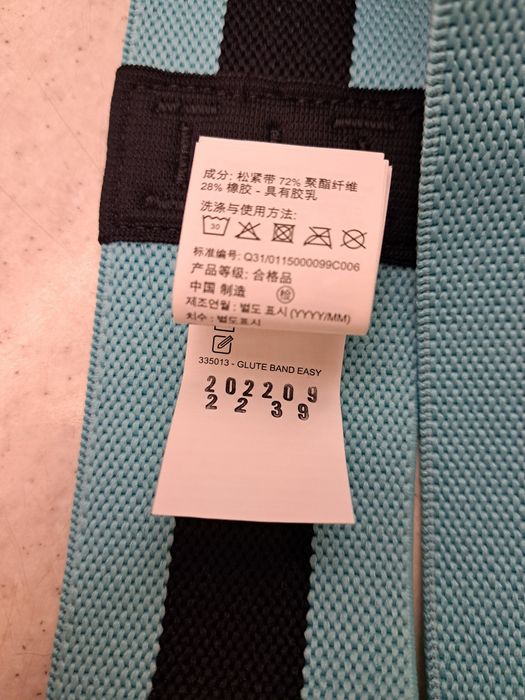 成分: 松紧带 72% 聚酯纤维
28% 橡胶 - 具有胶乳
洗涤与使用方法:
30
标准编号: Q31/0115000099C006
产品等级: 合格品
中国 制造 检
제조연월 : 별도 표시 (YYYY/MM)
치수 : 별도표시
335013 - GLUTE BAND EASY
202209
2239